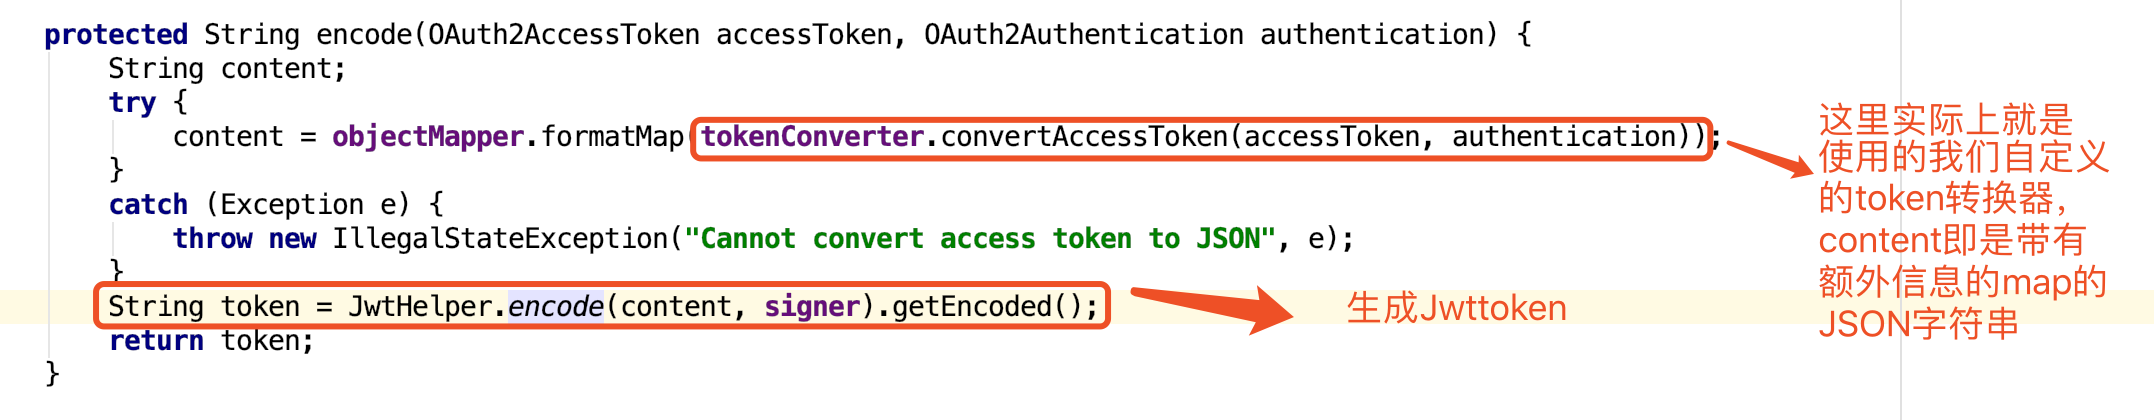 protected String encode(OAuth2AccessToken accessToken, OAuth2Authentication authentication) {
String content;
try {
content = objectMapper.formatMap(tokenConverter.convertAccessToken(accessToken, authentication));
}
catch (Exception e) {
throw new IllegalStateException("Cannot convert access token to JSON", e);
}
String token = JwtHelper.encode(content, signer).getEncoded();
return token;
}
这里实际上就是
使用的我们自定义
的token转换器，
content即是带有
额外信息的map的
JSON字符串
生成Jwttoken